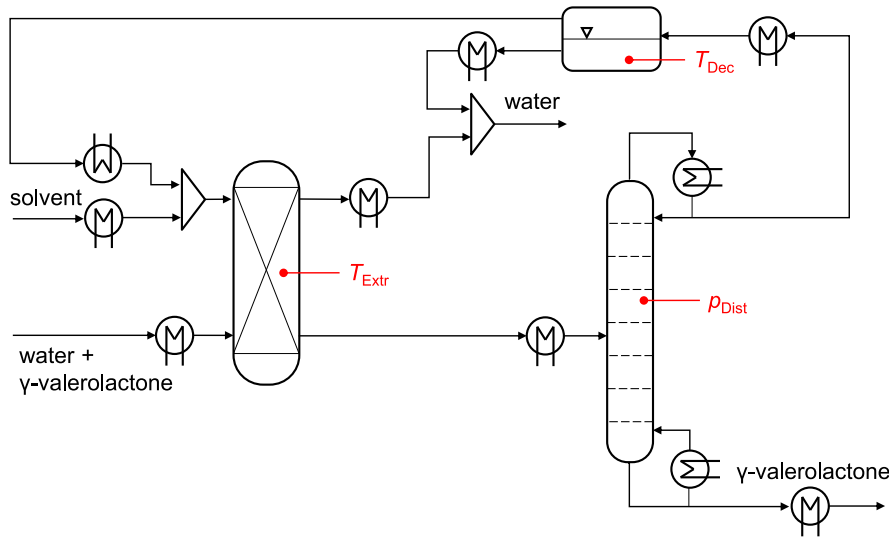 T_Dec
water
solvent
T_Extr
p_Dist
water +
γ-valerolactone
γ-valerolactone